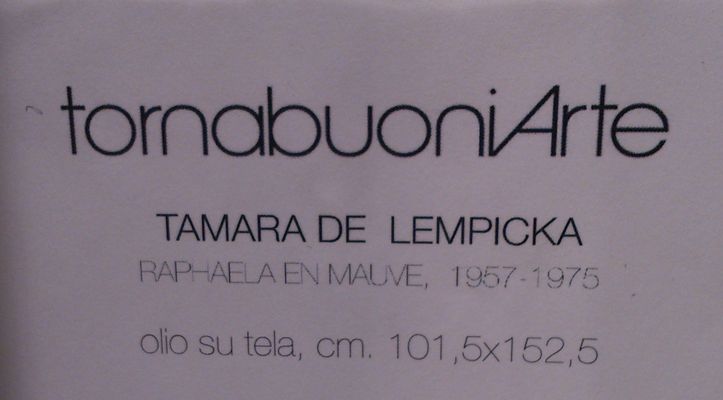 tornabuoniArte
TAMARA DE LEMPICKA
RAPHAELA EN MAUVE, 1957-1975
olio su tela, cm. 101,5x152,5